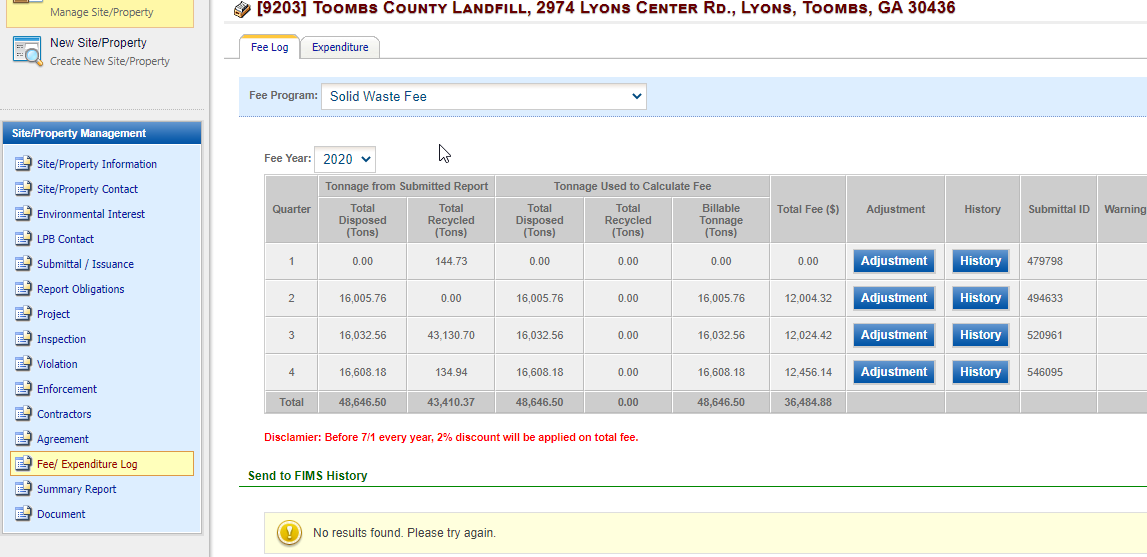 Manage Site/Property
New Site/Property
Create New Site/Property
Site/Property Management
Site/Property Information
Site/Property Contact
Environmental Interest
LPB Contact
Submittal / Issuance
Report Obligations
Project
Inspection
Violation
Enforcement
Contractors
Agreement
Fee/ Expenditure Log
Summary Report
Document
[9203] Toombs County Landfill, 2974 Lyons Center Rd., Lyons, Toombs, GA 30436
Fee Log Expenditure
Fee Program: Solid Waste Fee
Fee Year: 2020
Tonnage from Submitted Report Tonnage Used to Calculate Fee
Quarter Total Disposed (Tons) Total Recycled (Tons) Total Disposed (Tons) Total Recycled (Tons) Billable Tonnage (Tons) Total Fee ($) Adjustment History Submittal ID Warning
1 0.00 144.73 0.00 0.00 0.00 0.00 Adjustment History 479798
2 16,005.76 0.00 16,005.76 0.00 16,005.76 12,004.32 Adjustment History 494633
3 16,032.56 43,130.70 16,032.56 0.00 16,032.56 12,024.42 Adjustment History 520961
4 16,608.18 134.94 16,608.18 0.00 16,608.18 12,456.14 Adjustment History 546095
Total 48,646.50 43,410.37 48,646.50 0.00 48,646.50 36,484.88
Disclamier: Before 7/1 every year, 2% discount will be applied on total fee.
Send to FIMS History
No results found. Please try again.